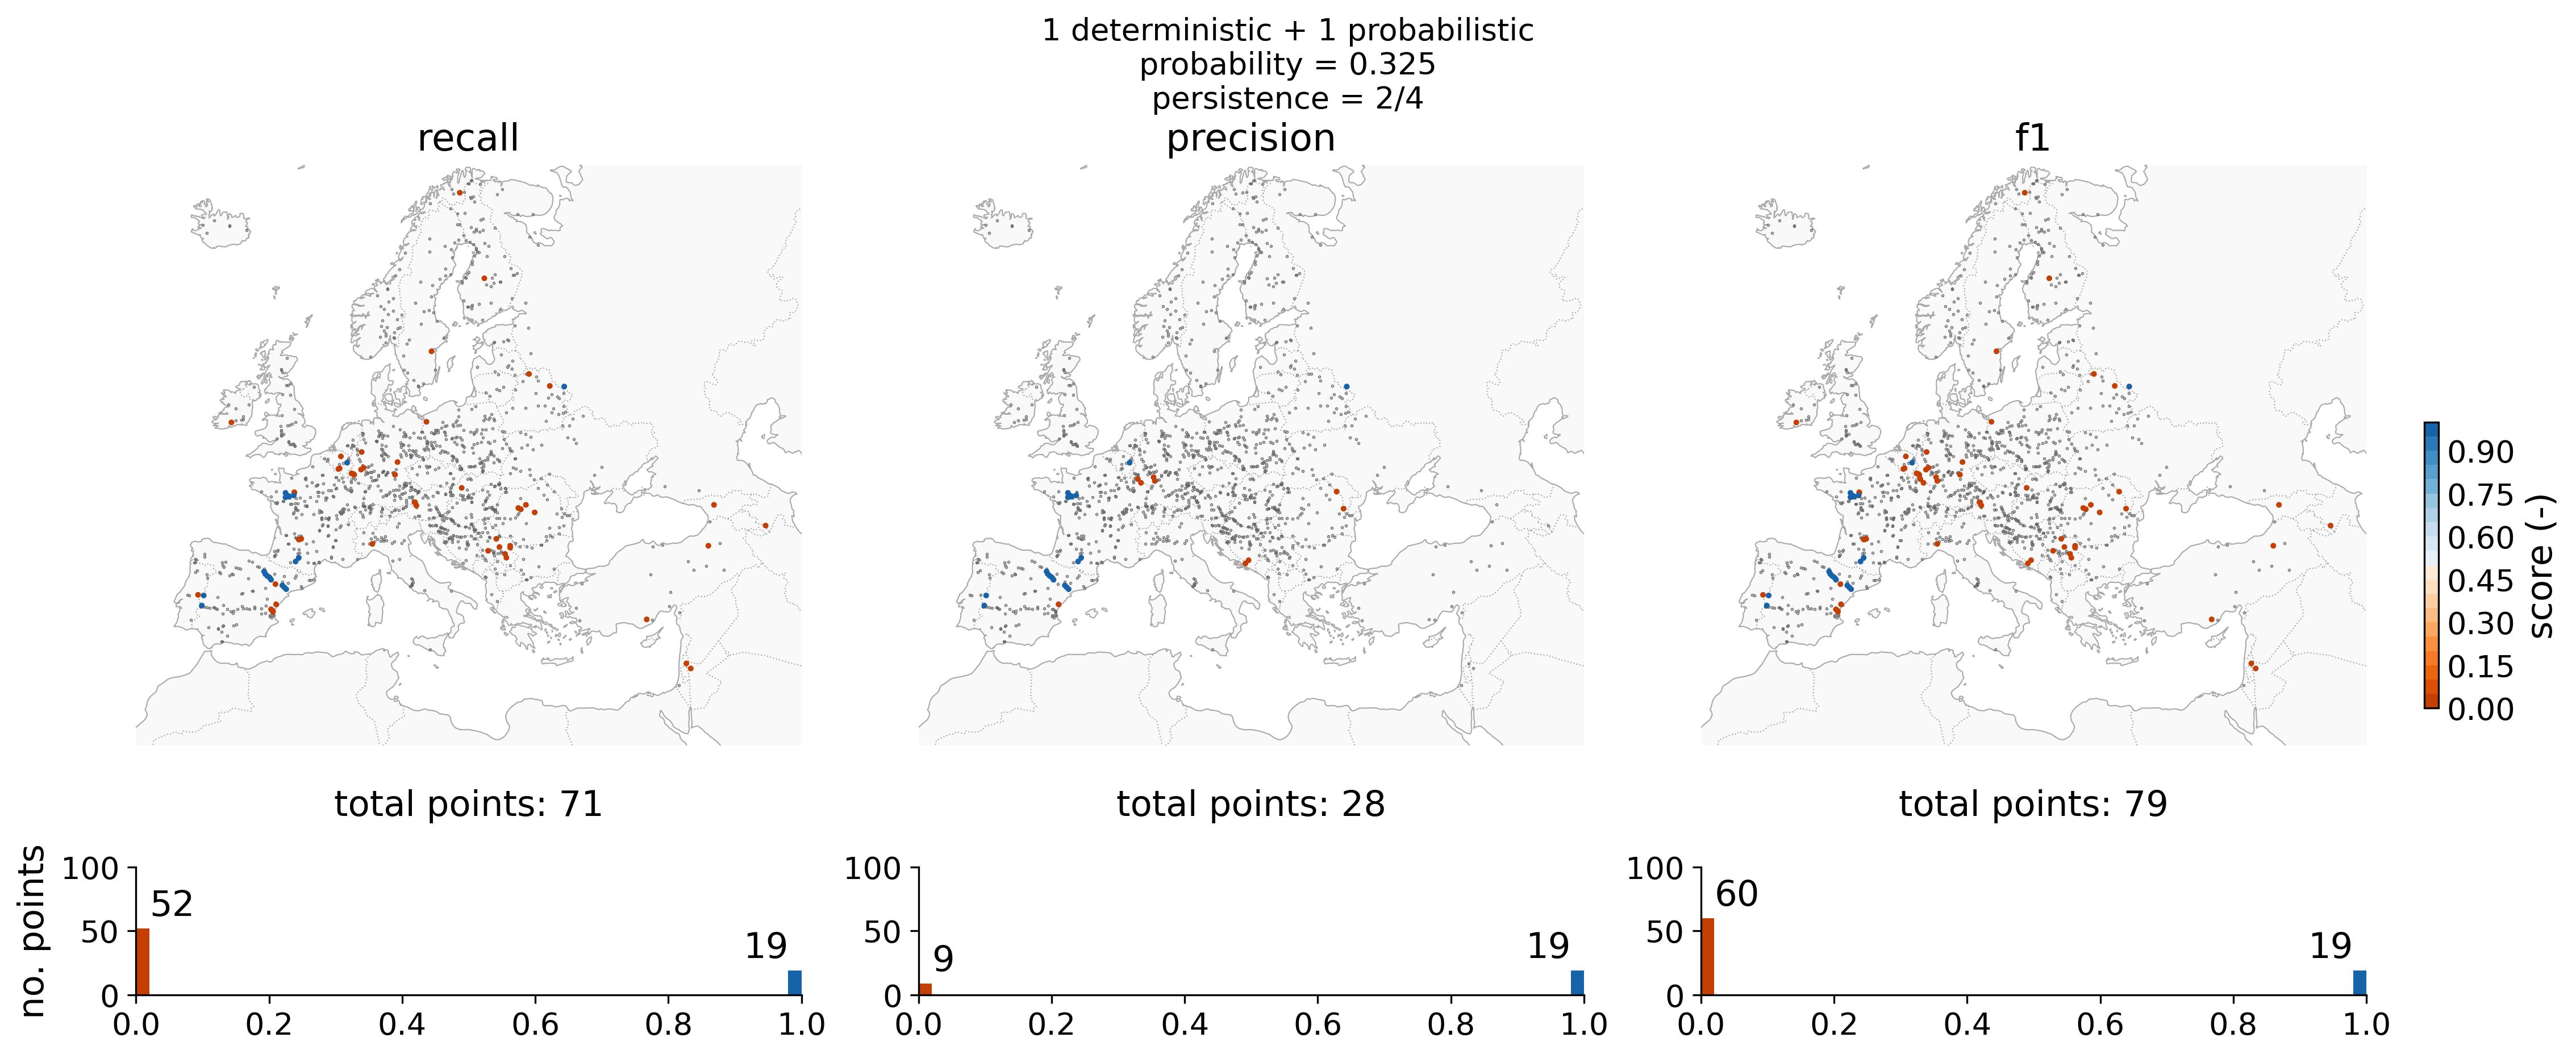 1 deterministic + 1 probabilistic
probability = 0.325
persistence = 2/4
recall
precision
f1
0.90
0.75
0.60
0.45
0.30
0.15
0.00
score (-)
total points: 71
total points: 28
total points: 79
no. points
100
50
0
52
19
0.0 0.2 0.4 0.6 0.8 1.0
100
50
0
9
19
0.0 0.2 0.4 0.6 0.8 1.0
100
50
0
60
19
0.0 0.2 0.4 0.6 0.8 1.0